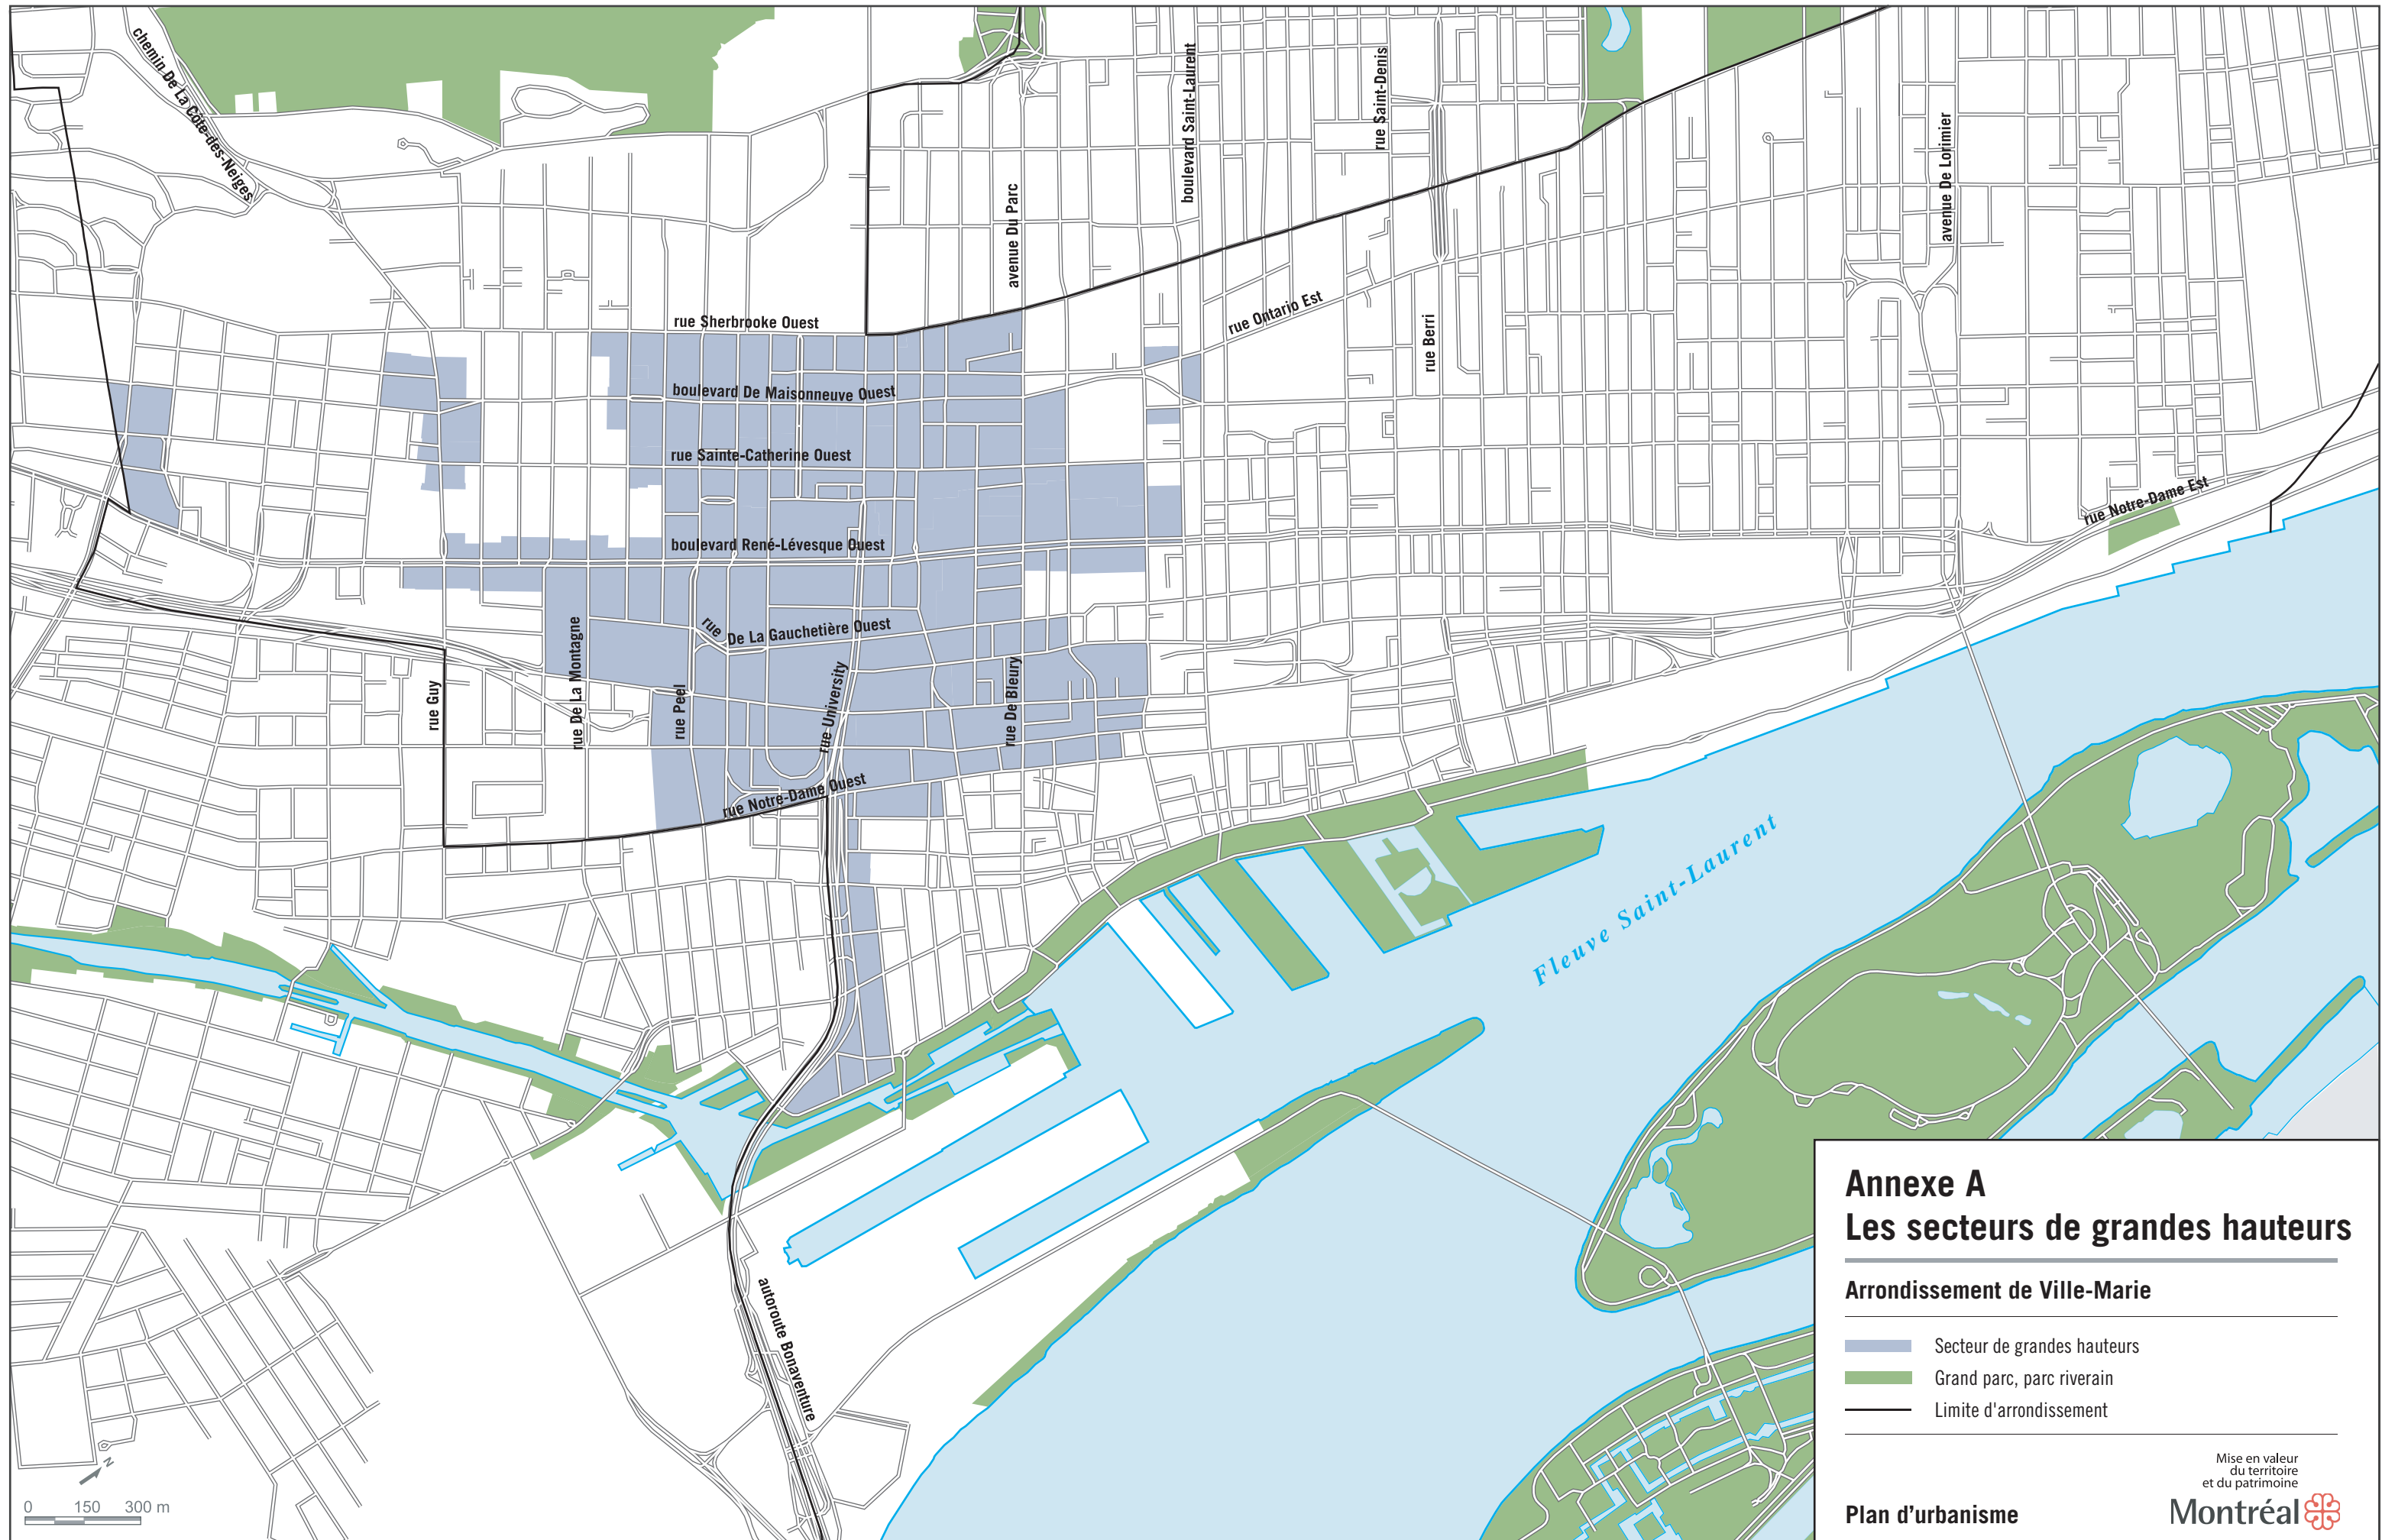 chemin De La Côte-des-Neiges
boulevard Saint-Laurent
rue Saint-Denis
avenue De Lorimier
avenue Du Parc
rue Sherbrooke Ouest
rue Ontario Est
rue Berri
boulevard De Maisonneuve Ouest
rue Sainte-Catherine Ouest
rue Notre-Dame Est
boulevard René-Lévesque Ouest
rue De La Gauchetière Ouest
rue Guy
rue De La Montagne
rue Peel
rue University
rue De Bleury
rue Notre-Dame Ouest
Fleuve Saint-Laurent
autoroute Bonaventure
N
0 150 300 m
Annexe A
Les secteurs de grandes hauteurs
Arrondissement de Ville-Marie
Secteur de grandes hauteurs
Grand parc, parc riverain
Limite d'arrondissement
Mise en valeur
du territoire
et du patrimoine
Plan d'urbanisme
Montréal